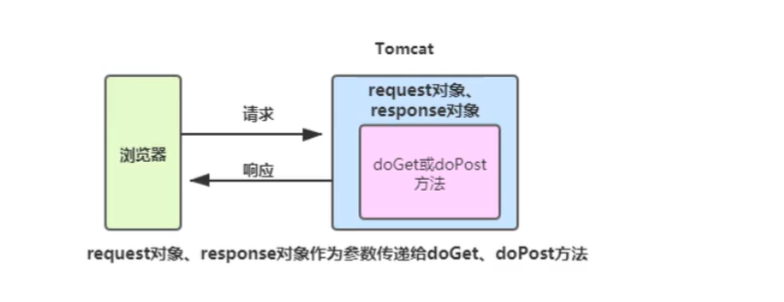 Tomcat
request对象、
response对象
请求
浏览器
doGet或doPost
方法
响应
request对象、response对象作为参数传递给doGet、doPost方法